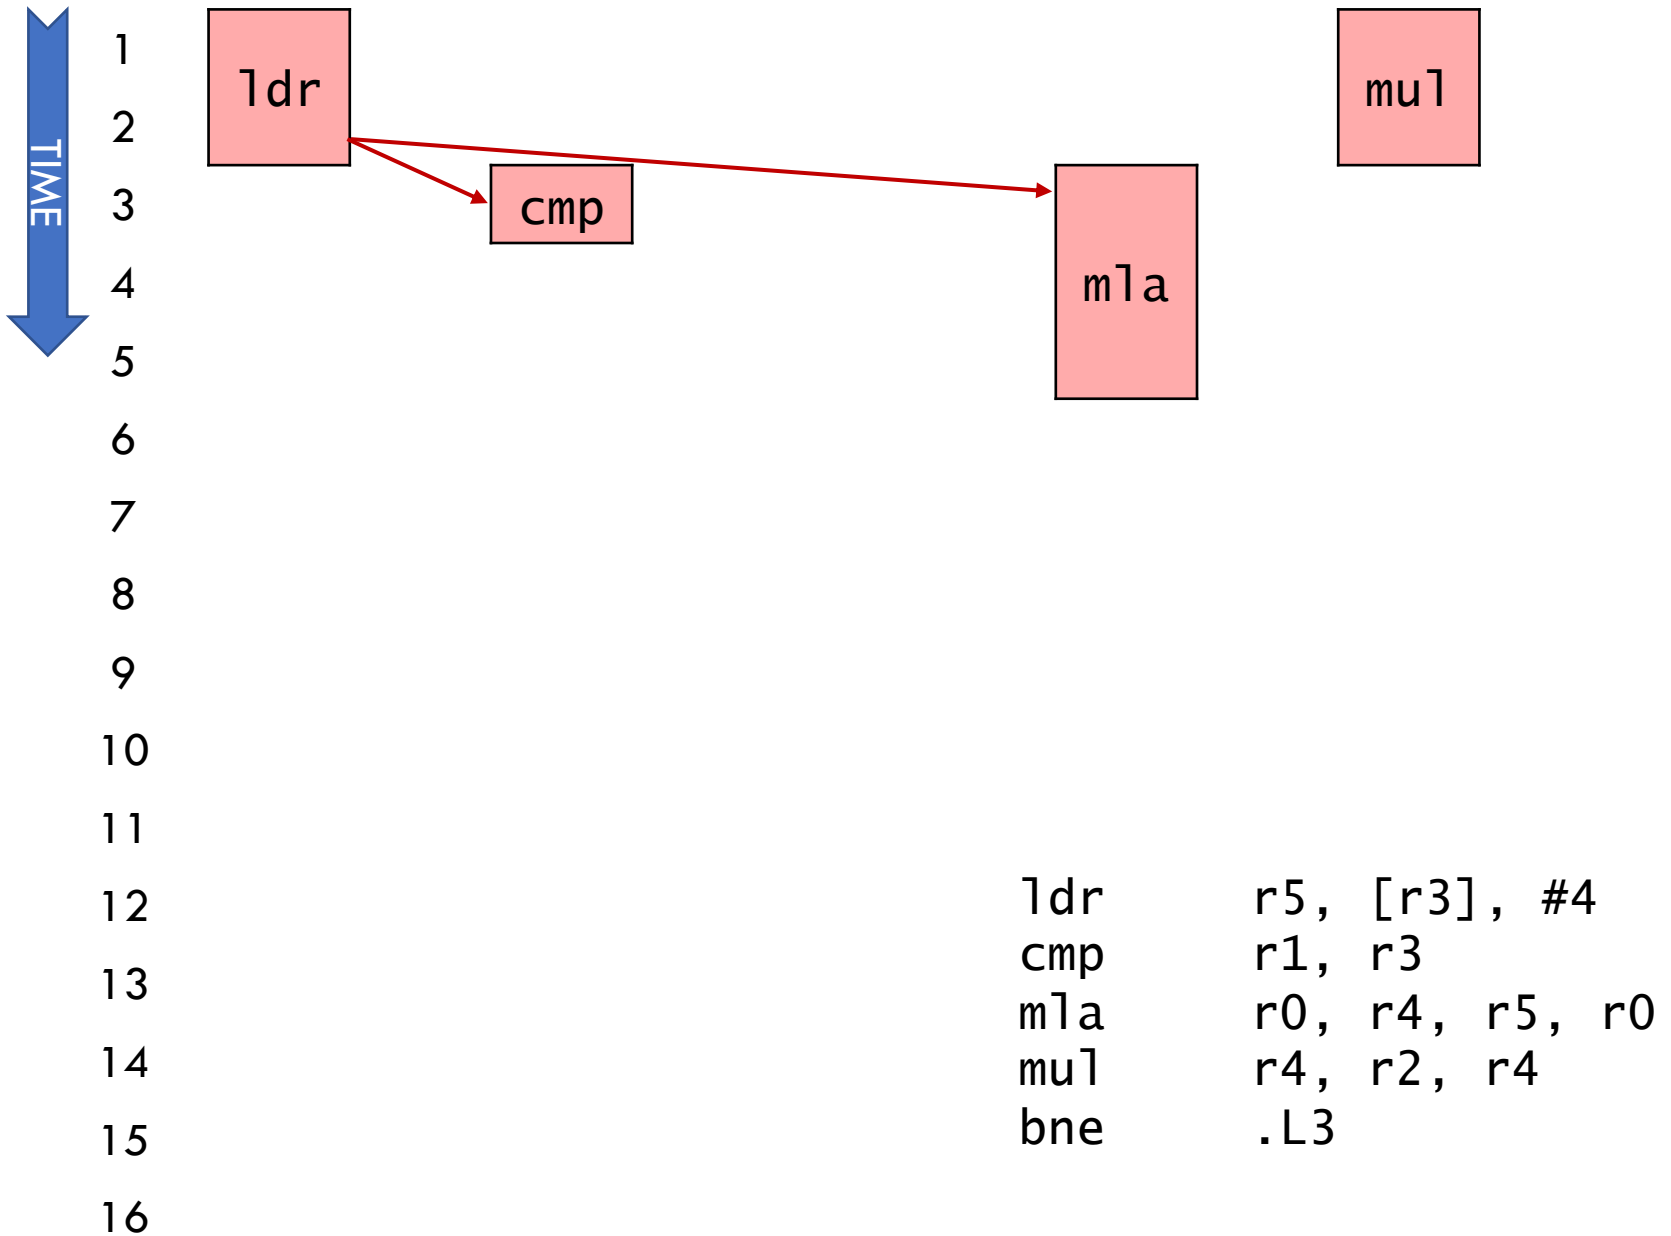 TIME
1
2
3
4
5
6
7
8
9
10
11
12
13
14
15
16
ldr
cmp
mla
mul
ldr r5, [r3], #4
cmp r1, r3
mla r0, r4, r5, r0
mul r4, r2, r4
bne .L3